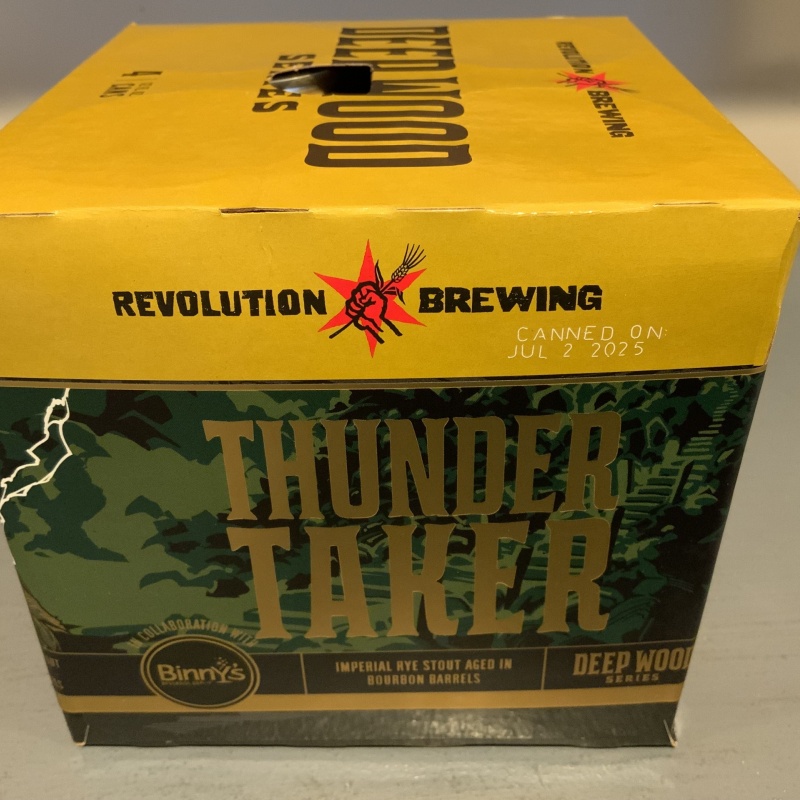 DEEP WOOD
SERIES
4
CANS
REVOLUTION BREWING
REVOLUTION BREWING
CANNED ON:
JUL 2 2025
THUNDER
TAKER
IN COLLABORATION WITH
Binny's
IMPERIAL RYE STOUT AGED IN
BOURBON BARRELS
DEEP WOOD
SERIES